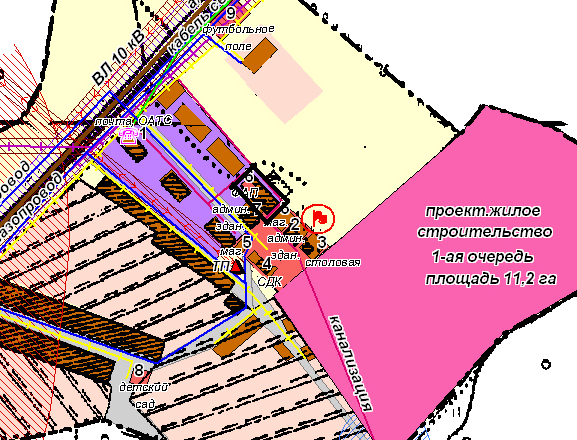 9
футбольное
поле
ВЛ 10 кВ
кабель се
почта, ОАТС
1
6
ФАП
7
админ.
здан.
маг.
2
админ.
здан.
3
столовая
5
маг.
ТП
4
СДК
газопровод
8
детский
сад
канализация
проект.жилое
строительство
1-ая очередь
площадь 11,2 га